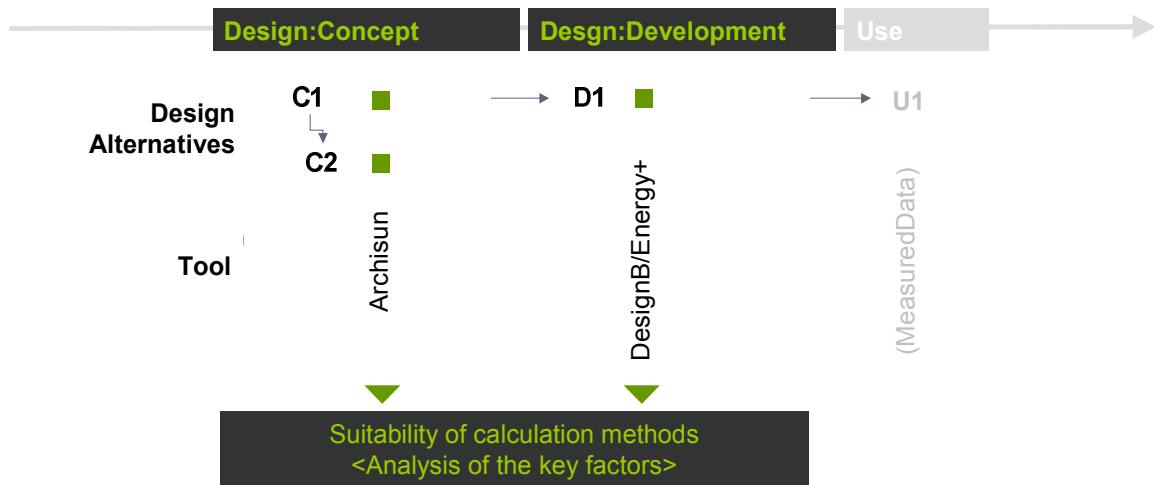 Design:Concept
Desgn:Development
Use
Design
Alternatives
C1
D1
U1
C2
Tool
Archisun
DesignB/Energy+
(MeasuredData)
Suitability of calculation methods
<Analysis of the key factors>